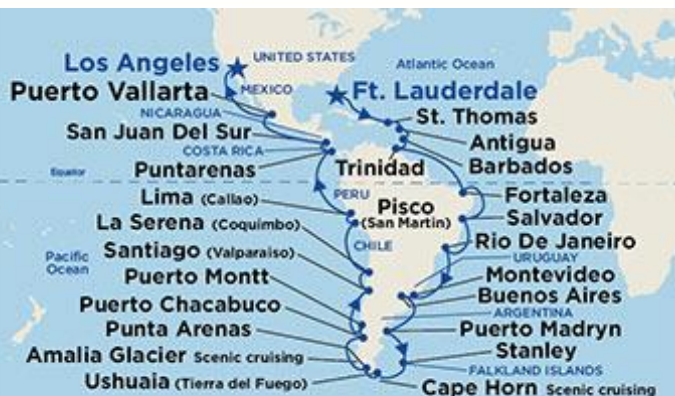 UNITED STATES
Los Angeles
Atlantic Ocean
Puerto Vallarta
MEXICO
Ft. Lauderdale
NICARAGUA
St. Thomas
San Juan Del Sur
Antigua
COSTA RICA
Barbados
Puntarenas
Trinidad
Equator
Lima (Callao)
PERU
Pisco
(San Martin)
Fortaleza
La Serena (Coquimbo)
Salvador
Santiago (Valparaiso)
CHILE
Rio De Janeiro
Pacific
Ocean
URUGUAY
Puerto Montt
Montevideo
Puerto Chacabuco
Buenos Aires
ARGENTINA
Punta Arenas
Puerto Madryn
Amalia Glacier Scenic cruising
Stanley
FALKLAND ISLANDS
Ushuaia (Tierra del Fuego)
Cape Horn Scenic cruising